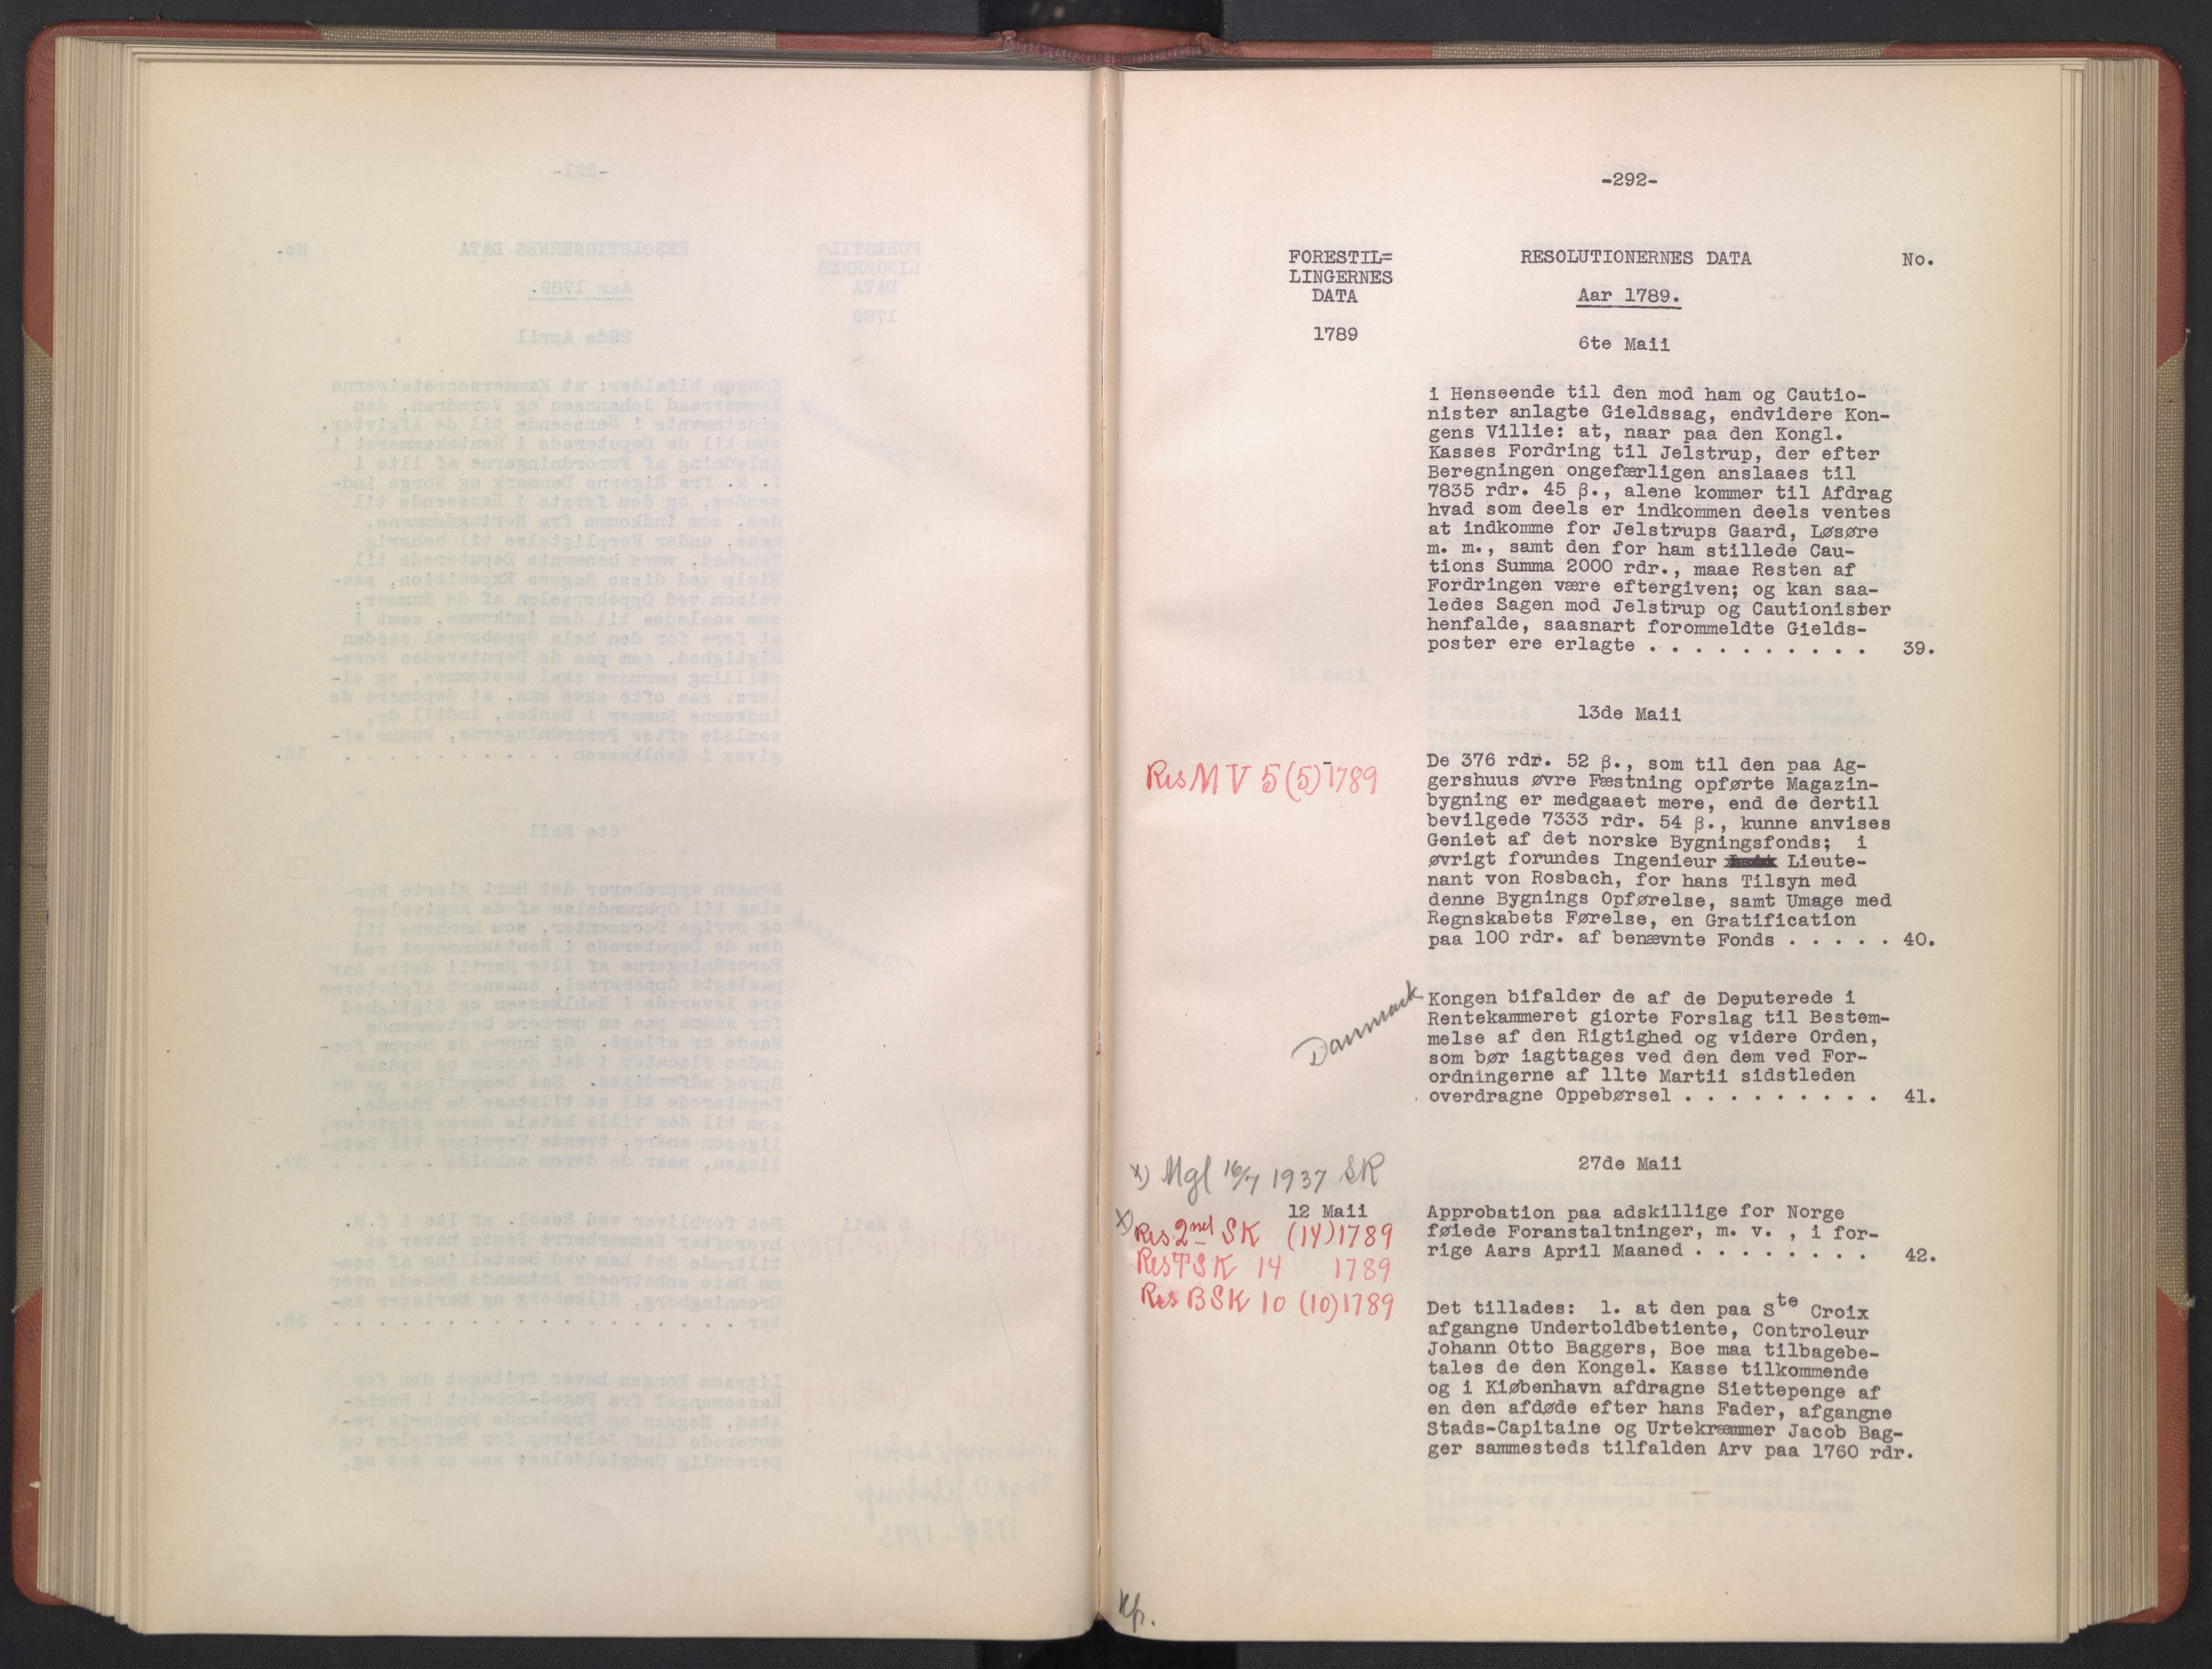 -292-
FORESTIL=
LINGERNES
DATA
1789
RESOLUTIONERNES DATA
No.
Aar 1789.
6te Maii
i Henseende til den mod ham og Cautio-
nister anlagte Gieldssag, endvidere Kon-
gens Villie: at, naar paa den Kongl.
Kasses Fordring til Jelstrup, der efter
Beregningen ongefærligen anslaaes til
7835 rdr. 45 β., alene kommer til Afdrag
hvad som deels er indkommen deels ventes
at indkomme for Jelstrups Gaard, Løsøre
m. m., samt den for ham stillede Cau-
tions Summa 2000 rdr., maae Resten af
Fordringen være eftergiven; og kan saa-
ledes Sagen mod Jelstrup og Cautionister
henfalde, saasnart forommeldte Gields-
poster ere erlagte . . . . . . . . . . 39.
13de Maii
Res MV 5 (5) 1789
De 376 rdr. 52 β., som til den paa Ag-
gershuus øvre Fæstning opførte Magazin-
bygning er medgaaet mere, end de dertil
bevilgede 7333 rdr. 54 β., kunne anvises
Geniet af det norske Bygningsfonds; i
øvrigt forundes Ingenieur Lieute-
nant von Rosbach, for hans Tilsyn med
denne Bygnings Opførelse, samt Umage med
Regnskabets Førelse, en Gratification
paa 100 rdr. af benævnte Fonds . . . . . 40.
Danmark
Kongen bifalder de af de Deputerede i
Rentekammeret giorte Forslag til Bestem-
melse af den Rigtighed og videre Orden,
som bør iagttages ved den dem ved For-
ordningerne af 11te Martii sidstleden
overdragne Oppebørsel . . . . . . . . . 41.
27de Maii
x) Mgl 16/7 1937 SR
12 Maii
x) Res. 2nel SK (14) 1789
Res TSK 14 1789
Res BSK 10 (10) 1789
Approbation paa adskillige for Norge
føiede Foranstaltninger, m. v. , i for-
rige Aars April Maaned . . . . . . . . 42.
Det tillades: 1. at den paa Ste Croix
afgangne Undertoldbetiente, Controleur
Johann Otto Baggers, Boe maa tilbagebe-
tales de den Kongel. Kasse tilkommende
og i Kiøbenhavn afdragne Siettepenge af
en den afdøde efter hans Fader, afgangne
Stads-Capitaine og Urtekræmmer Jacob Bag-
ger sammesteds tilfalden Arv paa 1760 rdr.
Kfr.